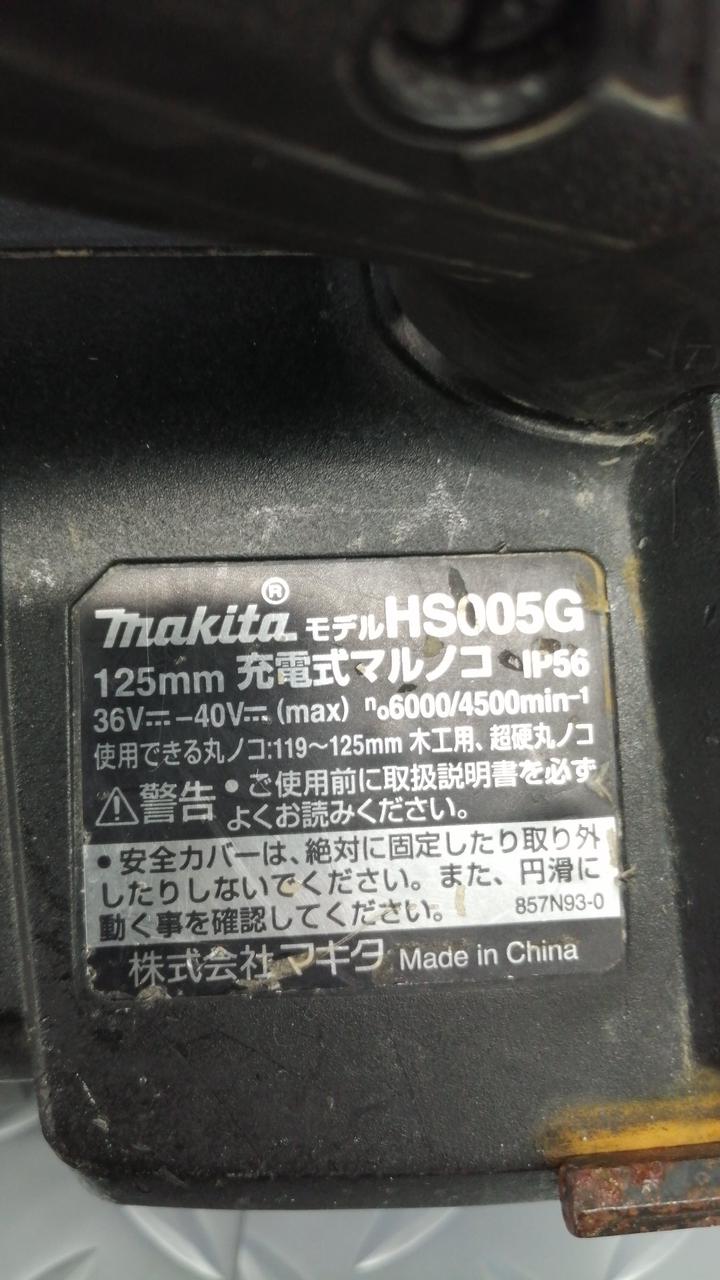 makita® モデルHS005G
125mm 充電式マルノコ IP56
36V⎓-40V⎓(max) n₀6000/4500min⁻¹
使用できる丸ノコ:119〜125mm 木工用、超硬丸ノコ
⚠警告 •ご使用前に取扱説明書を必ず
よくお読みください。
•安全カバーは、絶対に固定したり取り外
したりしないでください。また、円滑に
動く事を確認してください。 857N93-0
株式会社マキタ Made in China